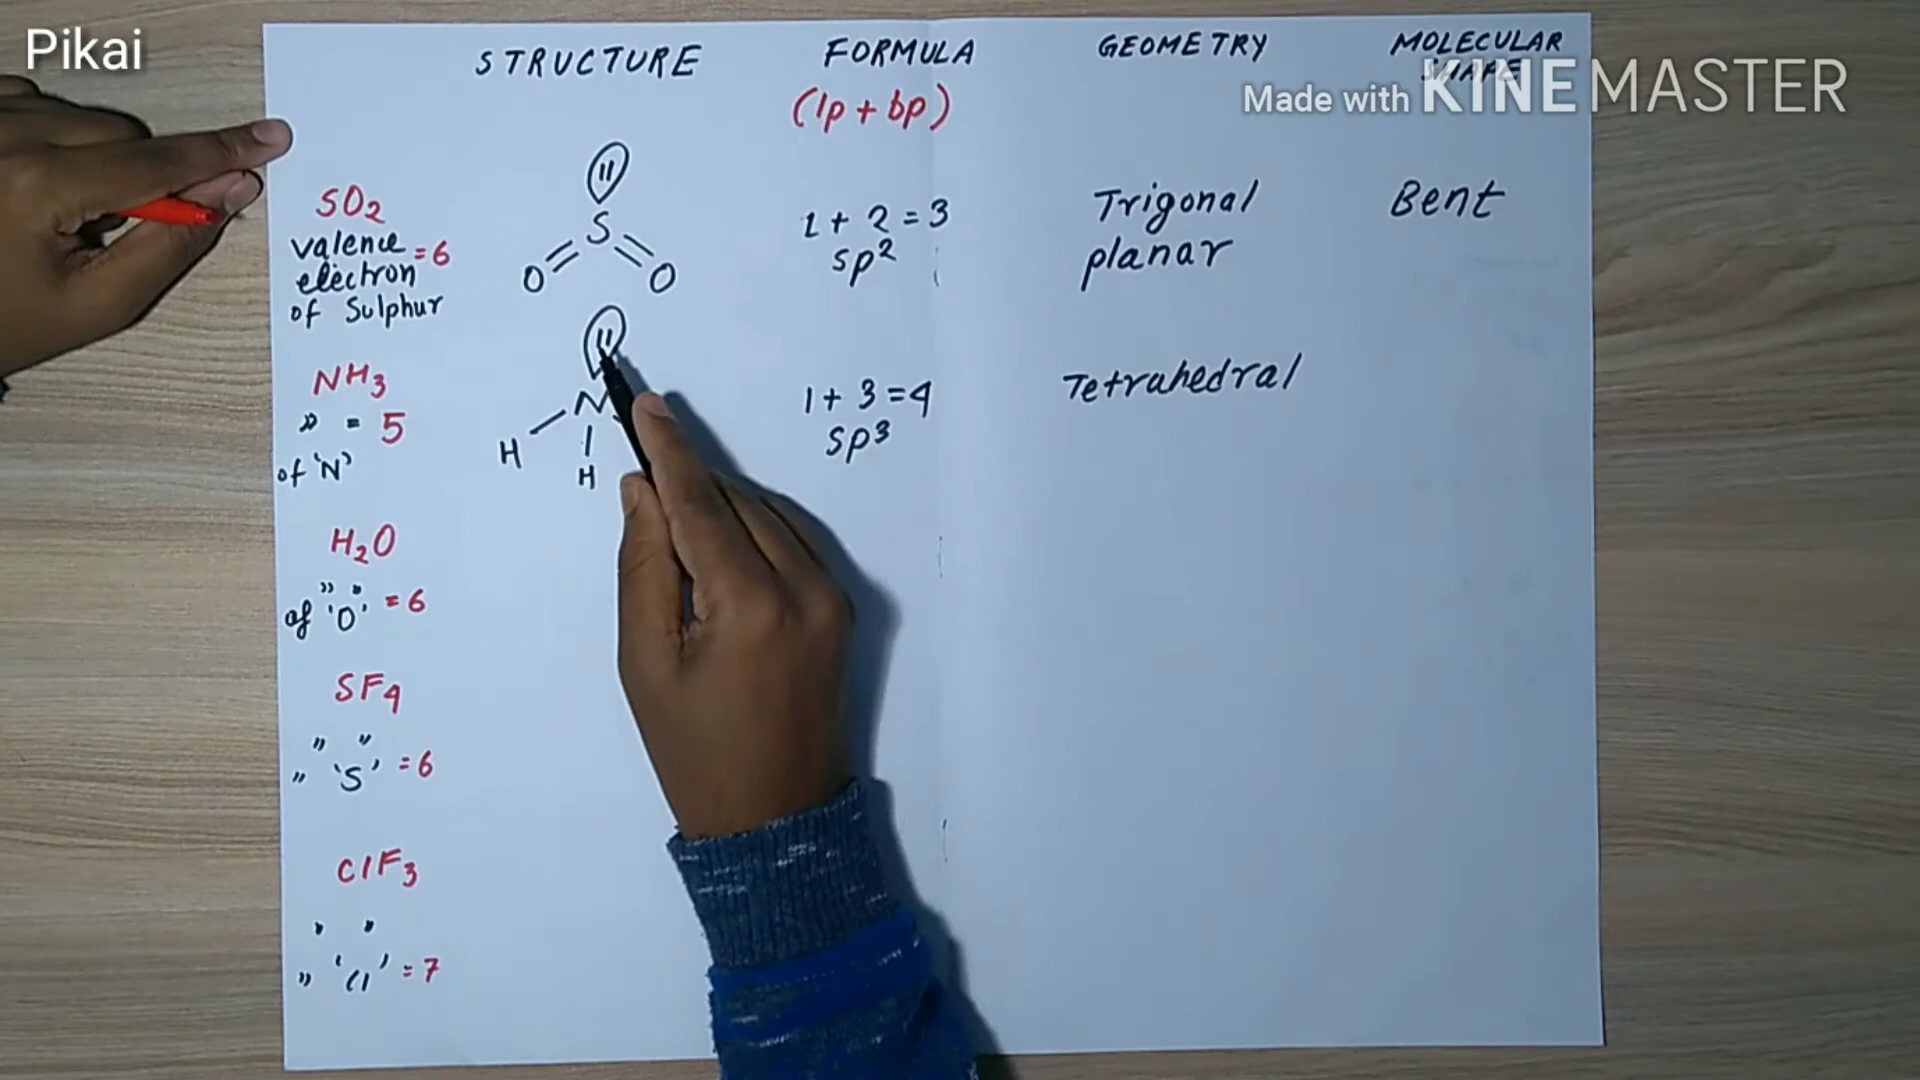 Pikai
STRUCTURE
FORMULA
GEOMETRY
MOLECULAR
SHAPE
Made with KINEMASTER
(lp + bp)
SO2
valence
electron = 6
of Sulphur
S
O O
1 + 2 = 3
sp2
Trigonal
planar
Bent
NH3
" = 5
of 'N'
N
H
H
1 + 3 = 4
sp3
Tetrahedral
H2O
" "
of 'O' = 6
SF4
" "
" 'S' = 6
ClF3
" "
" 'Cl' = 7